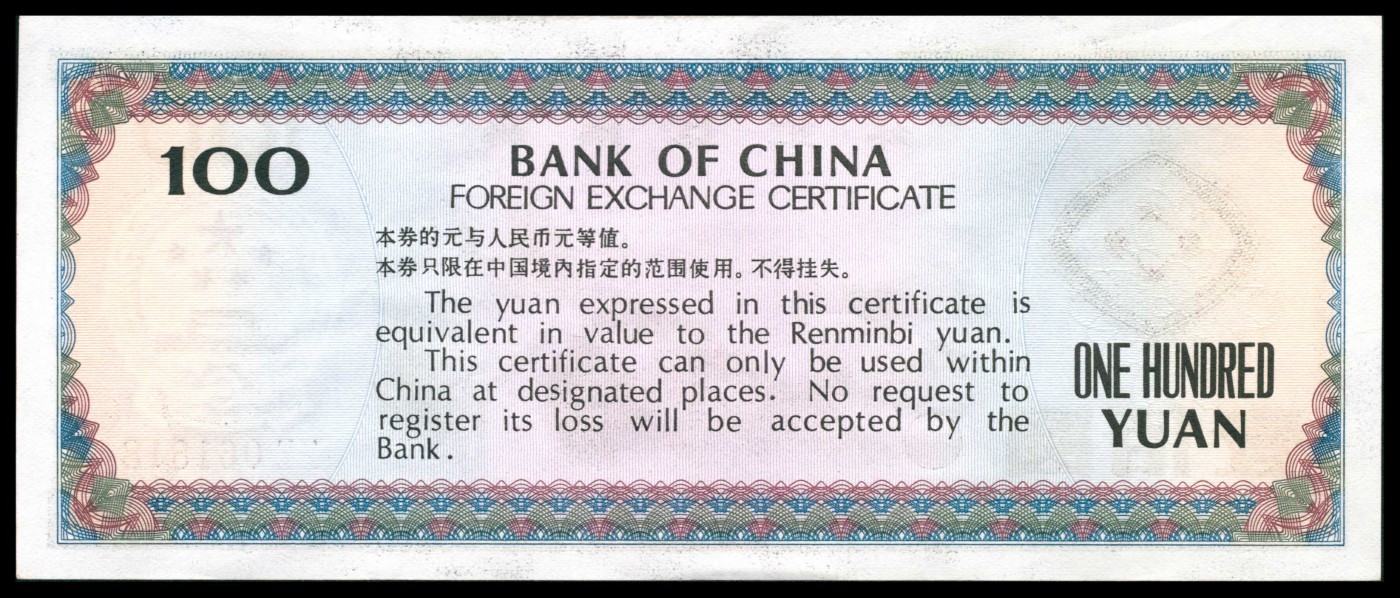 100
BANK OF CHINA
FOREIGN EXCHANGE CERTIFICATE
本券的元与人民币元等值。
本券只限在中国境内指定的范围使用。不得挂失。
The yuan expressed in this certificate is
equivalent in value to the Renminbi yuan.
This certificate can only be used within
China at designated places. No request to
register its loss will be accepted by the
Bank.
ONE HUNDRED
YUAN